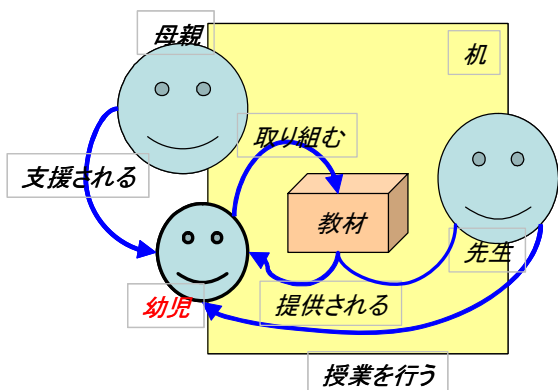 母親
机
取り組む
支援される
教材
先生
幼児
提供される
授業を行う